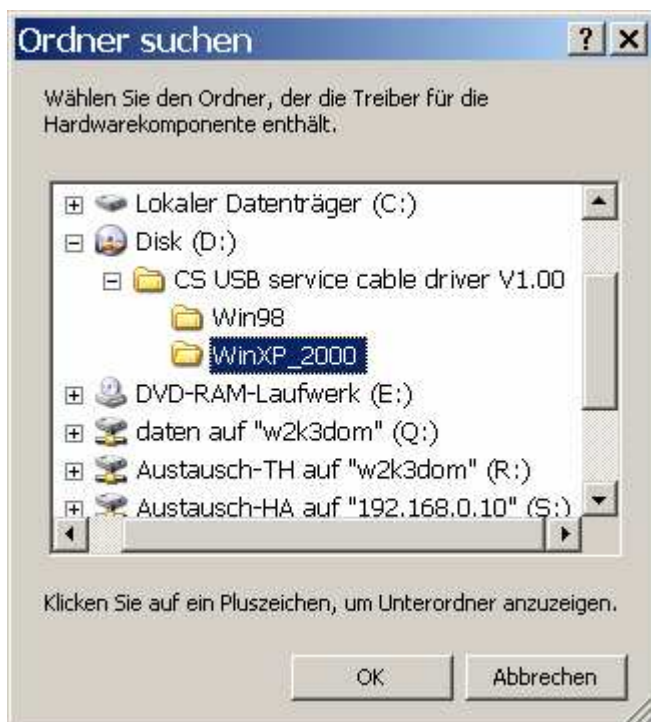 Ordner suchen
Wählen Sie den Ordner, der die Treiber für die
Hardwarekomponente enthält.
Lokaler Datenträger (C:)
Disk (D:)
CS USB service cable driver V1.00
Win98
WinXP_2000
DVD-RAM-Laufwerk (E:)
daten auf "w2k3dom" (Q:)
Austausch-TH auf "w2k3dom" (R:)
Austausch-HA auf "192.168.0.10" (S:)
Klicken Sie auf ein Pluszeichen, um Unterordner anzuzeigen.
OK Abbrechen